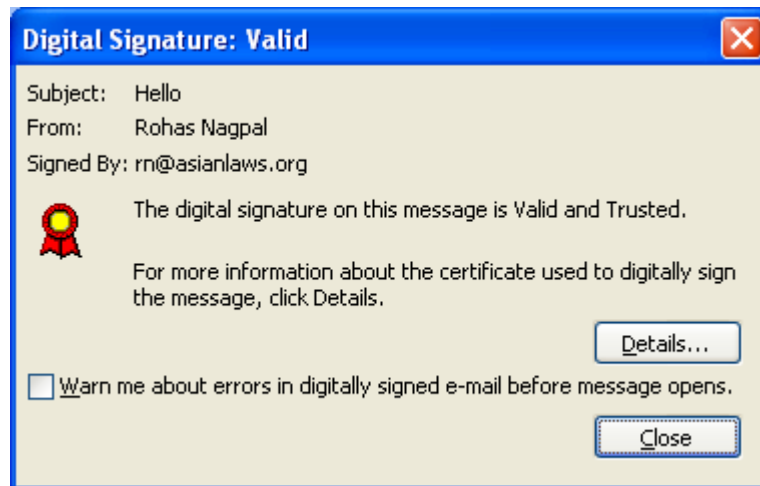 Digital Signature: Valid
Subject: Hello
From: Rohas Nagpal
Signed By: rn@asianlaws.org
The digital signature on this message is Valid and Trusted.
For more information about the certificate used to digitally sign
the message, click Details.
Details...
Warn me about errors in digitally signed e-mail before message opens.
Close